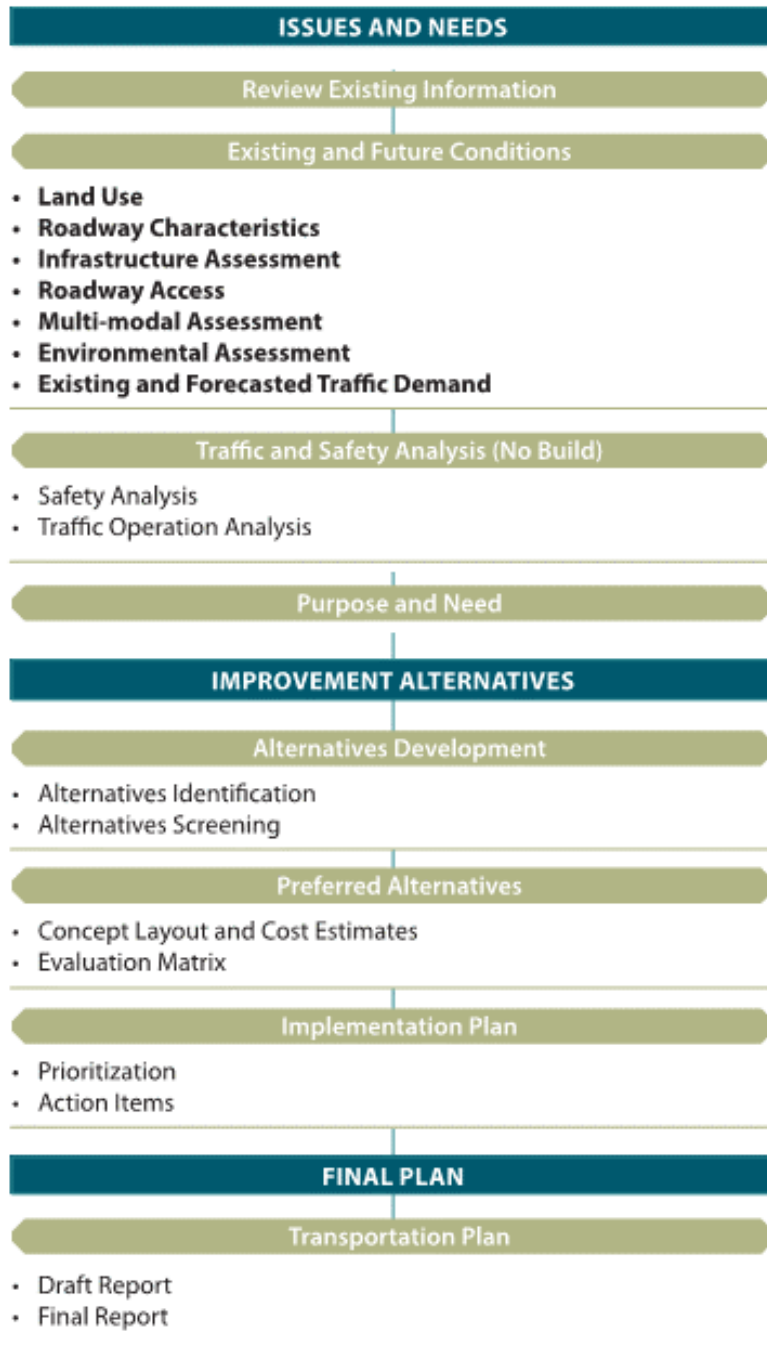 ISSUES AND NEEDS
Review Existing Information
Existing and Future Conditions
• Land Use
• Roadway Characteristics
• Infrastructure Assessment
• Roadway Access
• Multi-modal Assessment
• Environmental Assessment
• Existing and Forecasted Traffic Demand
Traffic and Safety Analysis (No Build)
• Safety Analysis
• Traffic Operation Analysis
Purpose and Need
IMPROVEMENT ALTERNATIVES
Alternatives Development
• Alternatives Identification
• Alternatives Screening
Preferred Alternatives
• Concept Layout and Cost Estimates
• Evaluation Matrix
Implementation Plan
• Prioritization
• Action Items
FINAL PLAN
Transportation Plan
• Draft Report
• Final Report